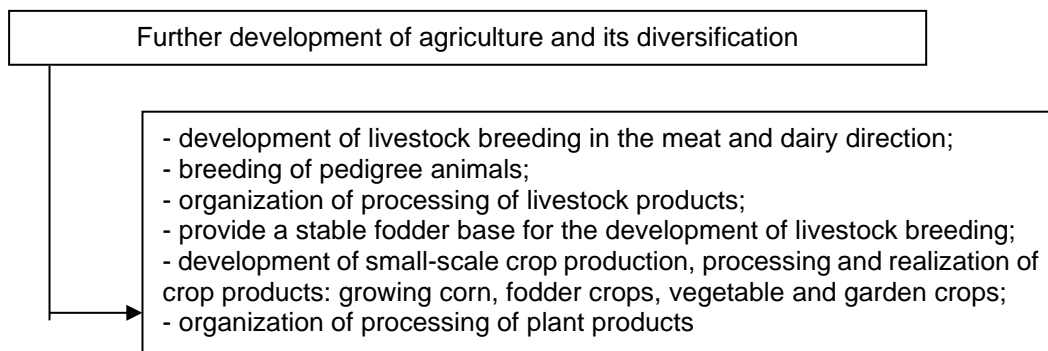 Further development of agriculture and its diversification
- development of livestock breeding in the meat and dairy direction;
- breeding of pedigree animals;
- organization of processing of livestock products;
- provide a stable fodder base for the development of livestock breeding;
- development of small-scale crop production, processing and realization of
crop products: growing corn, fodder crops, vegetable and garden crops;
- organization of processing of plant products